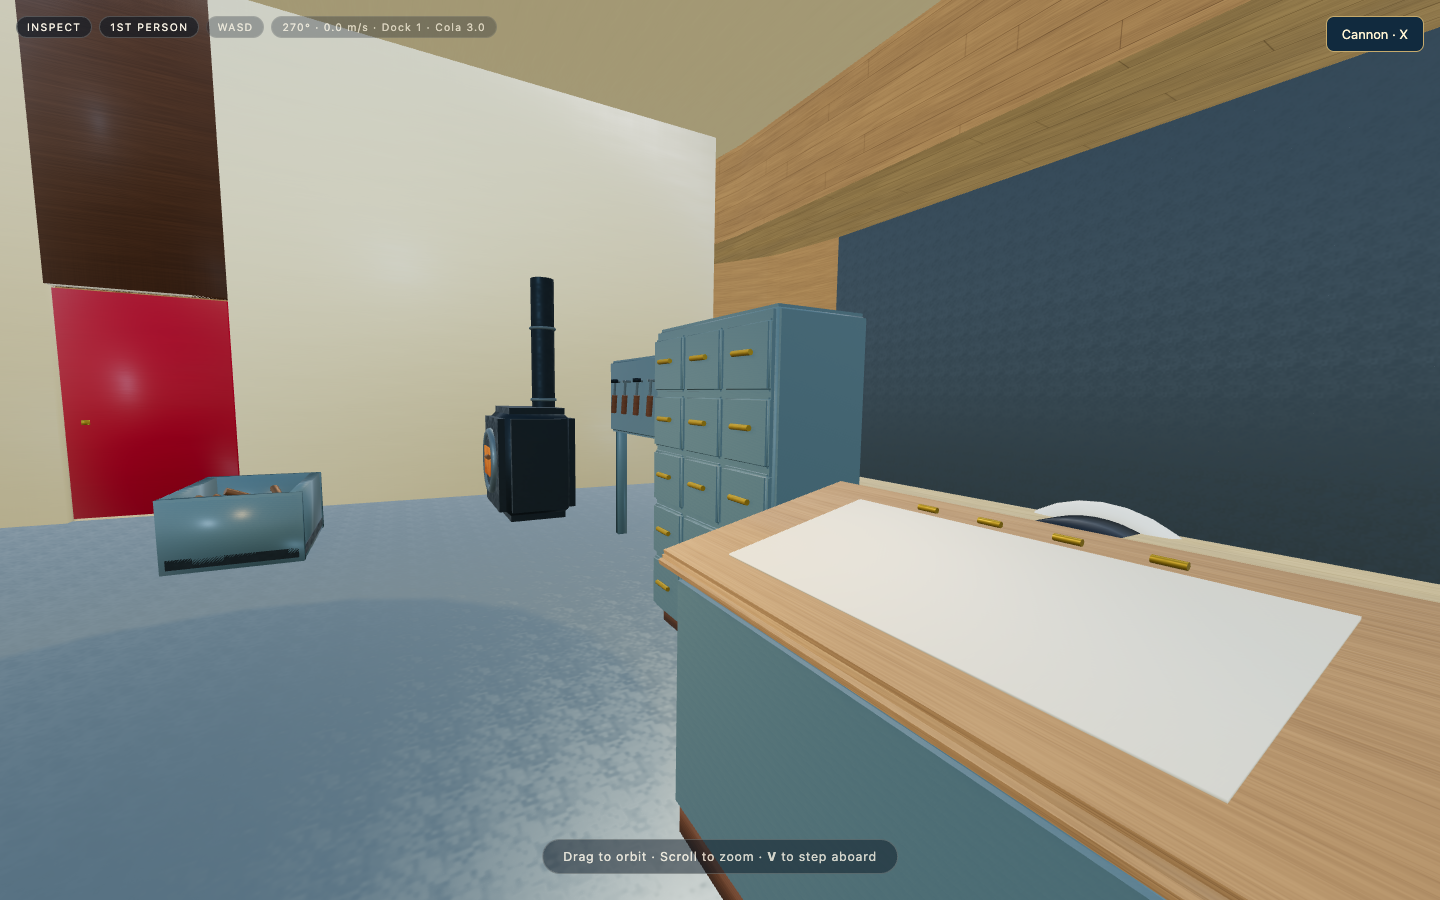 INSPECT
1ST PERSON
WASD
270° · 0.0 m/s · Dock 1 · Cola 3.0
Cannon · X
Drag to orbit · Scroll to zoom · V to step aboard